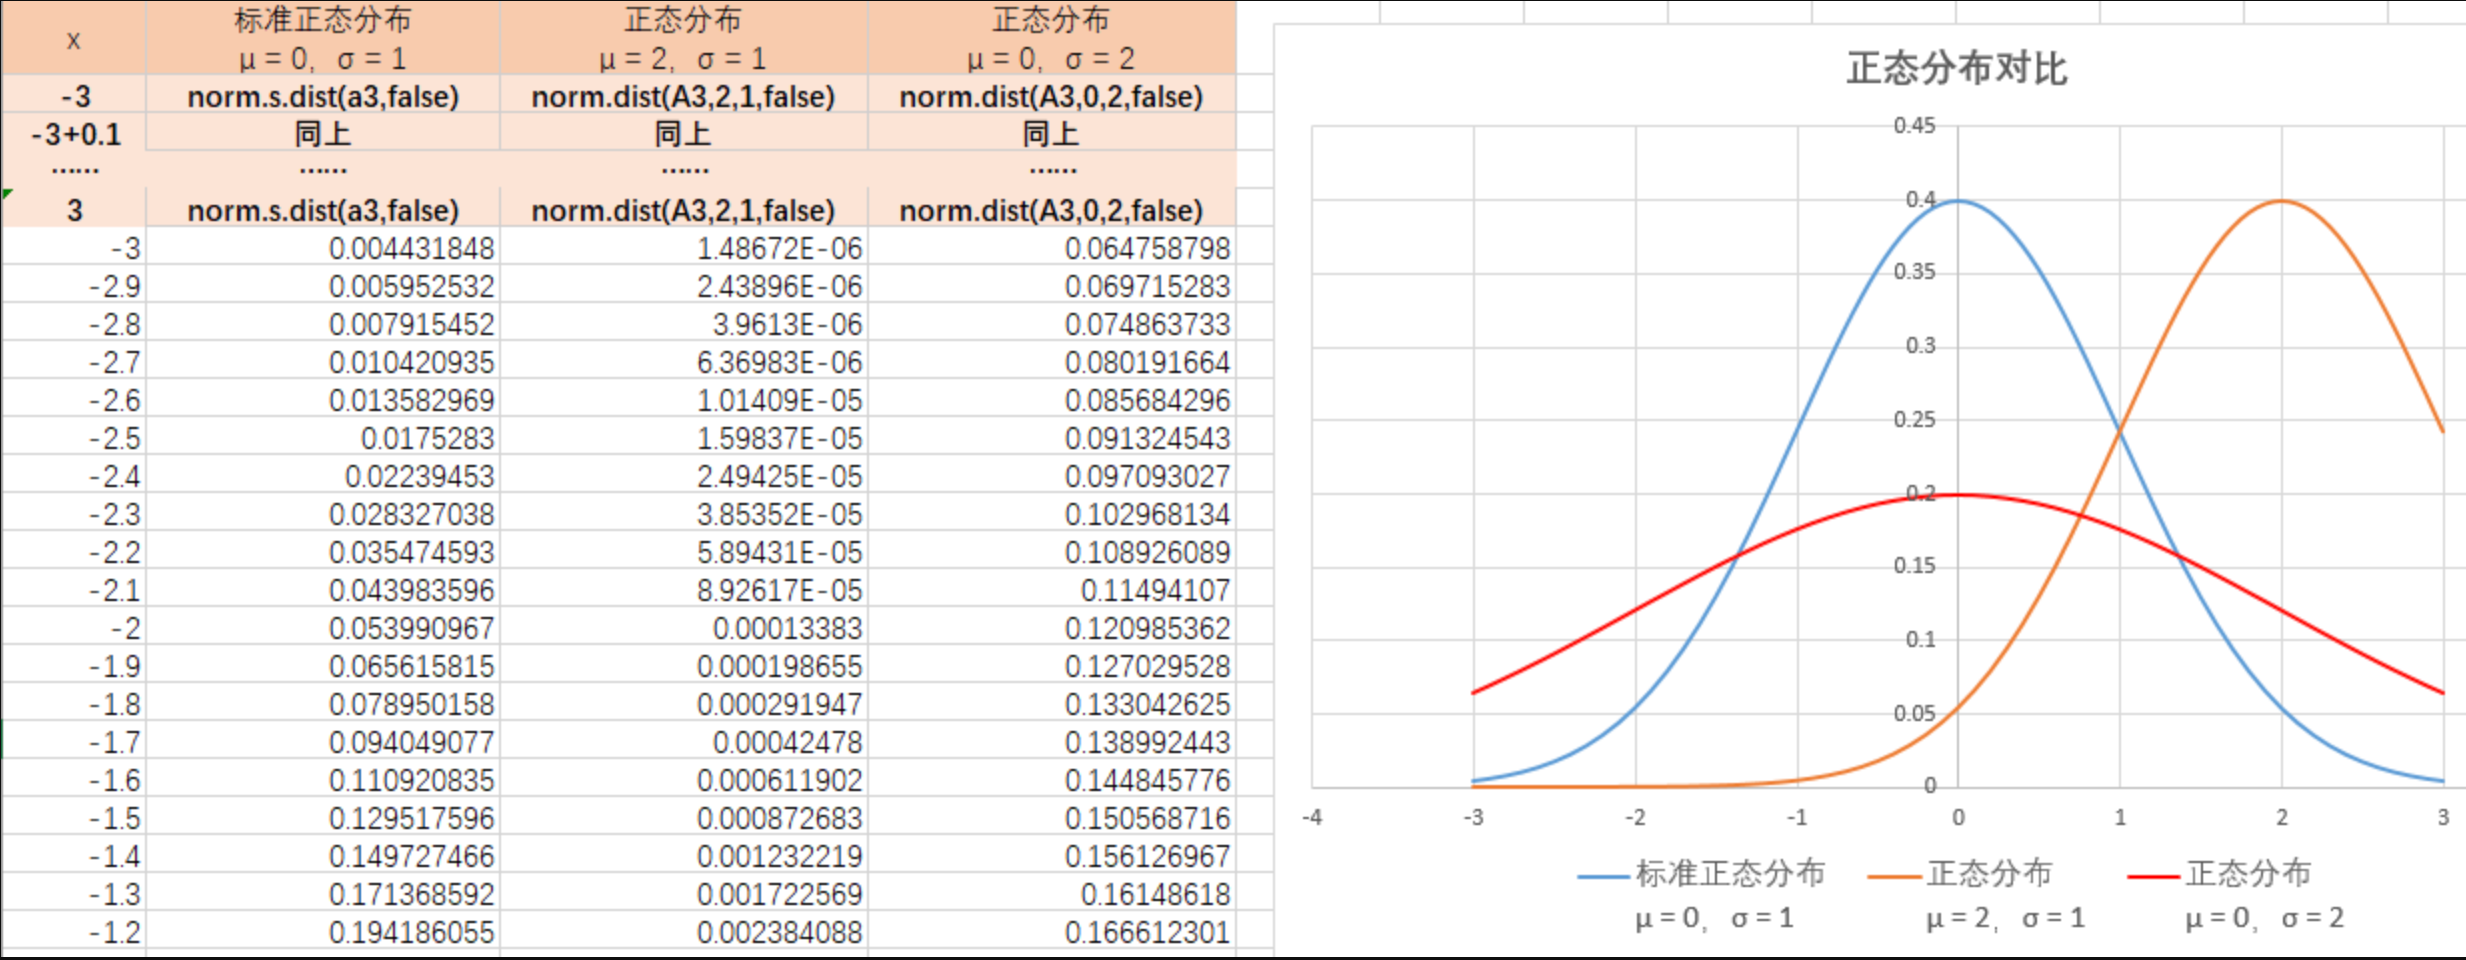 x 标准正态分布 正态分布 正态分布
μ = 0,  σ = 1 μ = 2,  σ = 1 μ = 0,  σ = 2
-3 norm.s.dist(a3,false) norm.dist(A3,2,1,false) norm.dist(A3,0,2,false)
-3+0.1 同上 同上 同上
…… …… …… ……
3 norm.s.dist(a3,false) norm.dist(A3,2,1,false) norm.dist(A3,0,2,false)
-3 0.004431848 1.48672E-06 0.064758798
-2.9 0.005952532 2.43896E-06 0.069715283
-2.8 0.007915452 3.9613E-06 0.074863733
-2.7 0.010420935 6.36983E-06 0.080191664
-2.6 0.013582969 1.01409E-05 0.085684296
-2.5 0.0175283 1.59837E-05 0.091324543
-2.4 0.02239453 2.49425E-05 0.097093027
-2.3 0.028327038 3.85352E-05 0.102968134
-2.2 0.035474593 5.89431E-05 0.108926089
-2.1 0.043983596 8.92617E-05 0.11494107
-2 0.053990967 0.00013383 0.120985362
-1.9 0.065615815 0.000198655 0.127029528
-1.8 0.078950158 0.000291947 0.133042625
-1.7 0.094049077 0.00042478 0.138992443
-1.6 0.110920835 0.000611902 0.144845776
-1.5 0.129517596 0.000872683 0.150568716
-1.4 0.149727466 0.001232219 0.156126967
-1.3 0.171368592 0.001722569 0.16148618
-1.2 0.194186055 0.002384088 0.166612301
正态分布对比
0.45
0.4
0.35
0.3
0.25
0.2
0.15
0.1
0.05
0
-4 -3 -2 -1 0 1 2 3
标准正态分布 正态分布 正态分布
μ = 0,  σ = 1 μ = 2,  σ = 1 μ = 0,  σ = 2